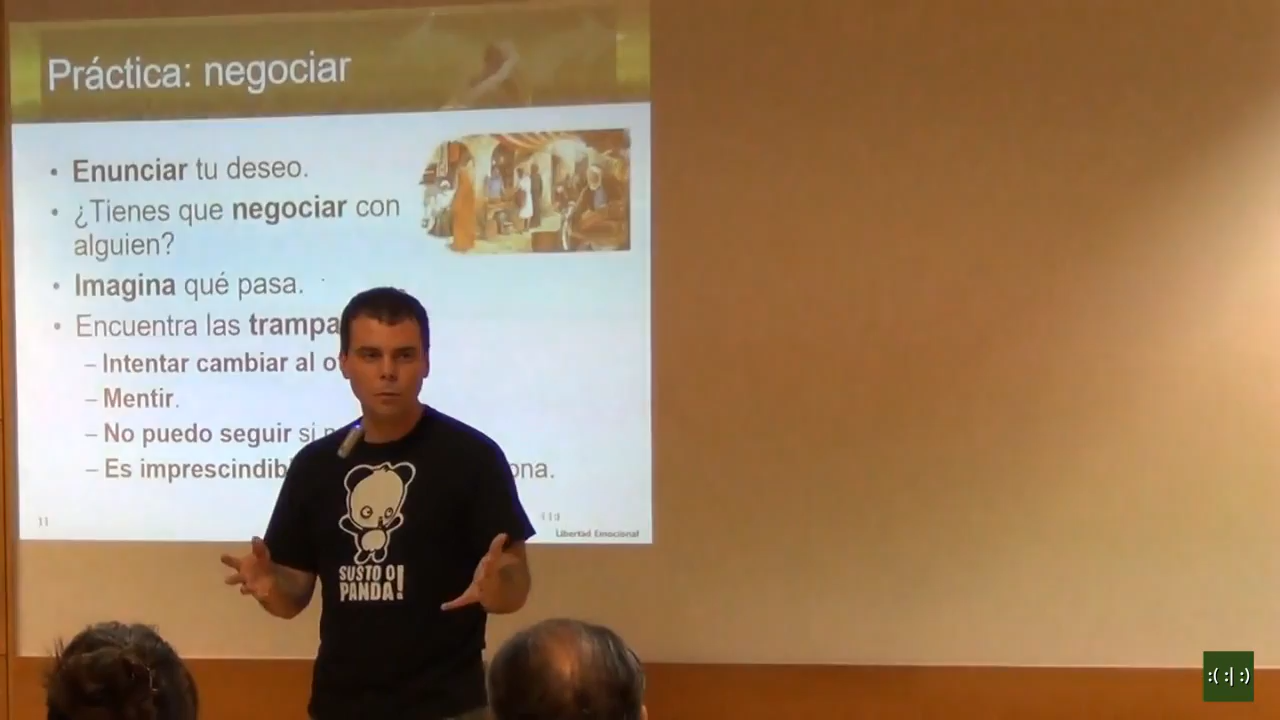 Práctica: negociar
• Enunciar tu deseo.
• ¿Tienes que negociar con
alguien?
• Imagina qué pasa.
• Encuentra las trampa
– Intentar cambiar al
– Mentir.
– No puedo seguir si
– Es imprescindib
ona.
11
Libertad Emocional
SUSTO O
PANDA!
:( :| :)